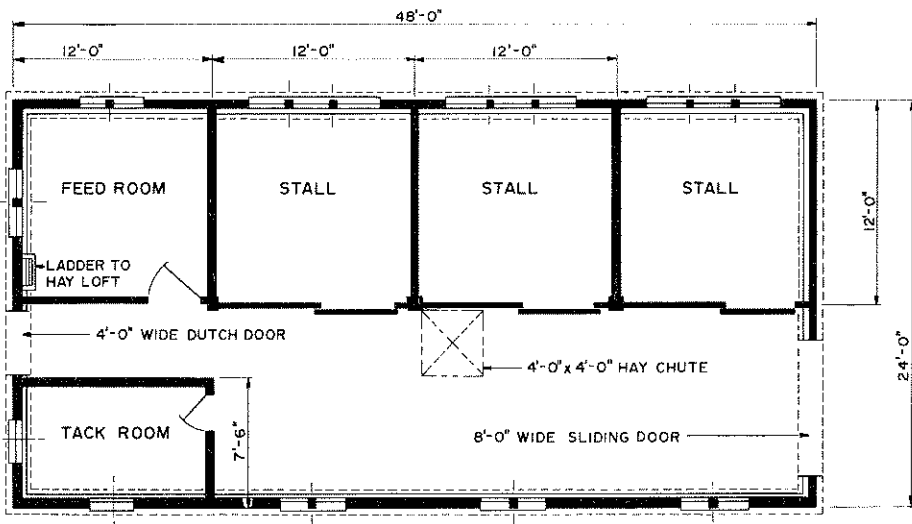 48'-0"
12'-0"
12'-0"
12'-0"
FEED ROOM
STALL
STALL
STALL
12'-0"
LADDER TO
HAY LOFT
4'-0" WIDE DUTCH DOOR
4'-0" x 4'-0" HAY CHUTE
24'-0"
TACK ROOM
7'-6"
8'-0" WIDE SLIDING DOOR